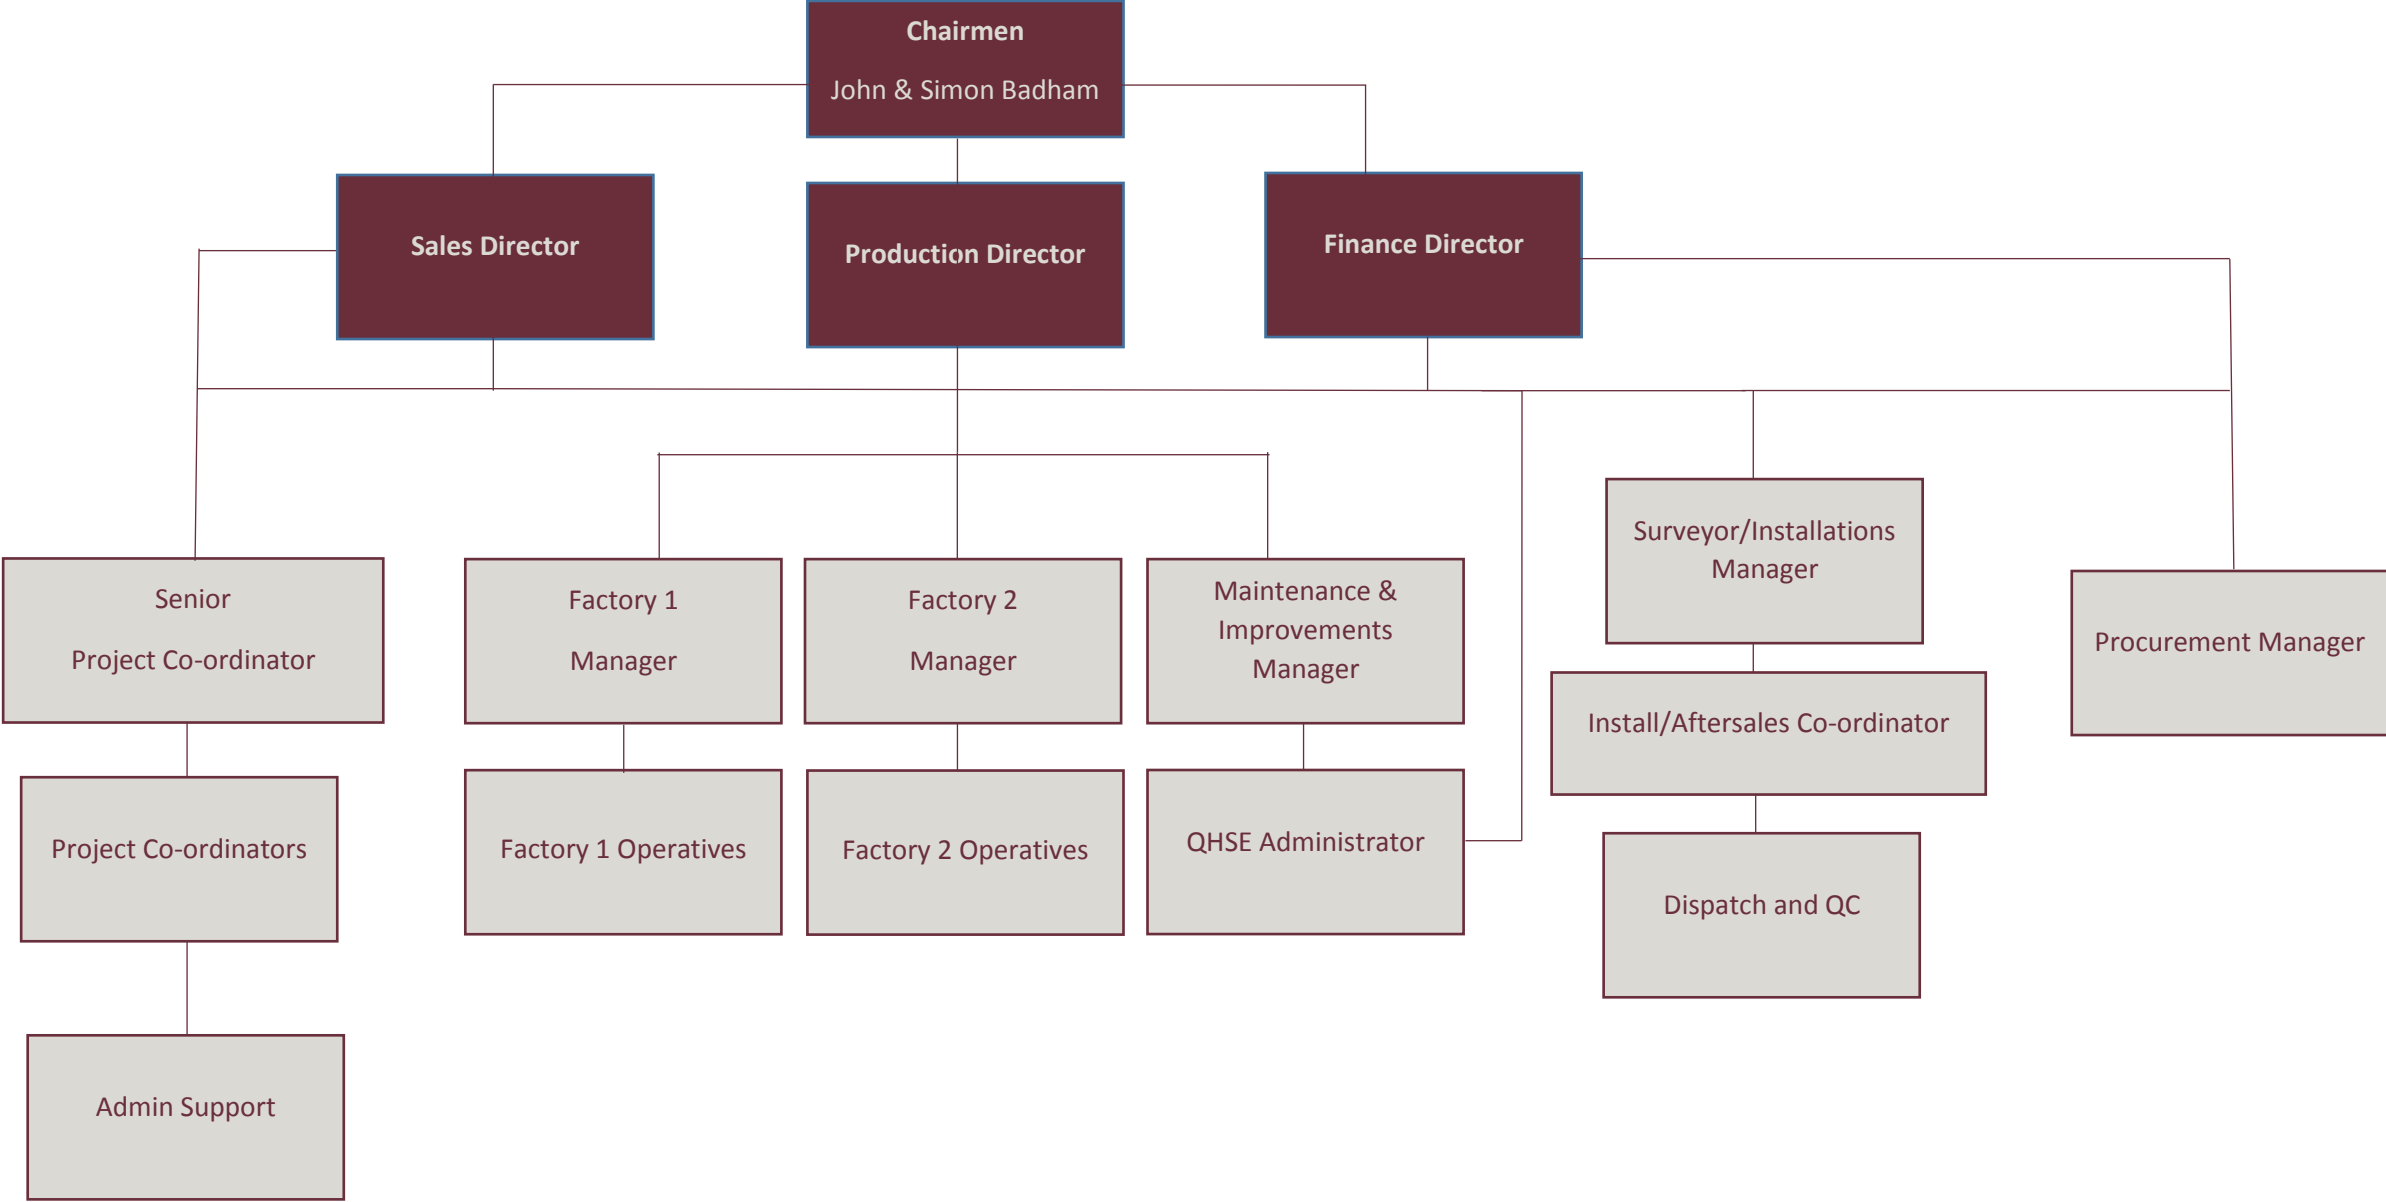 Chairmen
John & Simon Badham
Sales Director
Production Director
Finance Director
Senior
Project Co-ordinator
Factory 1
Manager
Factory 2
Manager
Maintenance &
Improvements
Manager
Surveyor/Installations
Manager
Procurement Manager
Install/Aftersales Co-ordinator
Project Co-ordinators
Factory 1 Operatives
Factory 2 Operatives
QHSE Administrator
Dispatch and QC
Admin Support